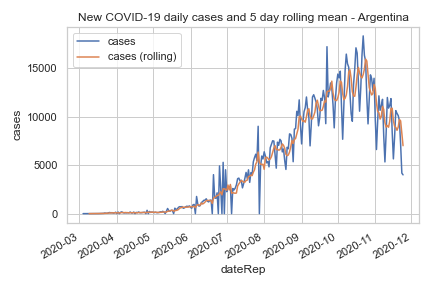 New COVID-19 daily cases and 5 day rolling mean - Argentina
cases
cases (rolling)
15000
10000
5000
0
cases
2020-03
2020-04
2020-05
2020-06
2020-07
2020-08
2020-09
2020-10
2020-11
2020-12
dateRep